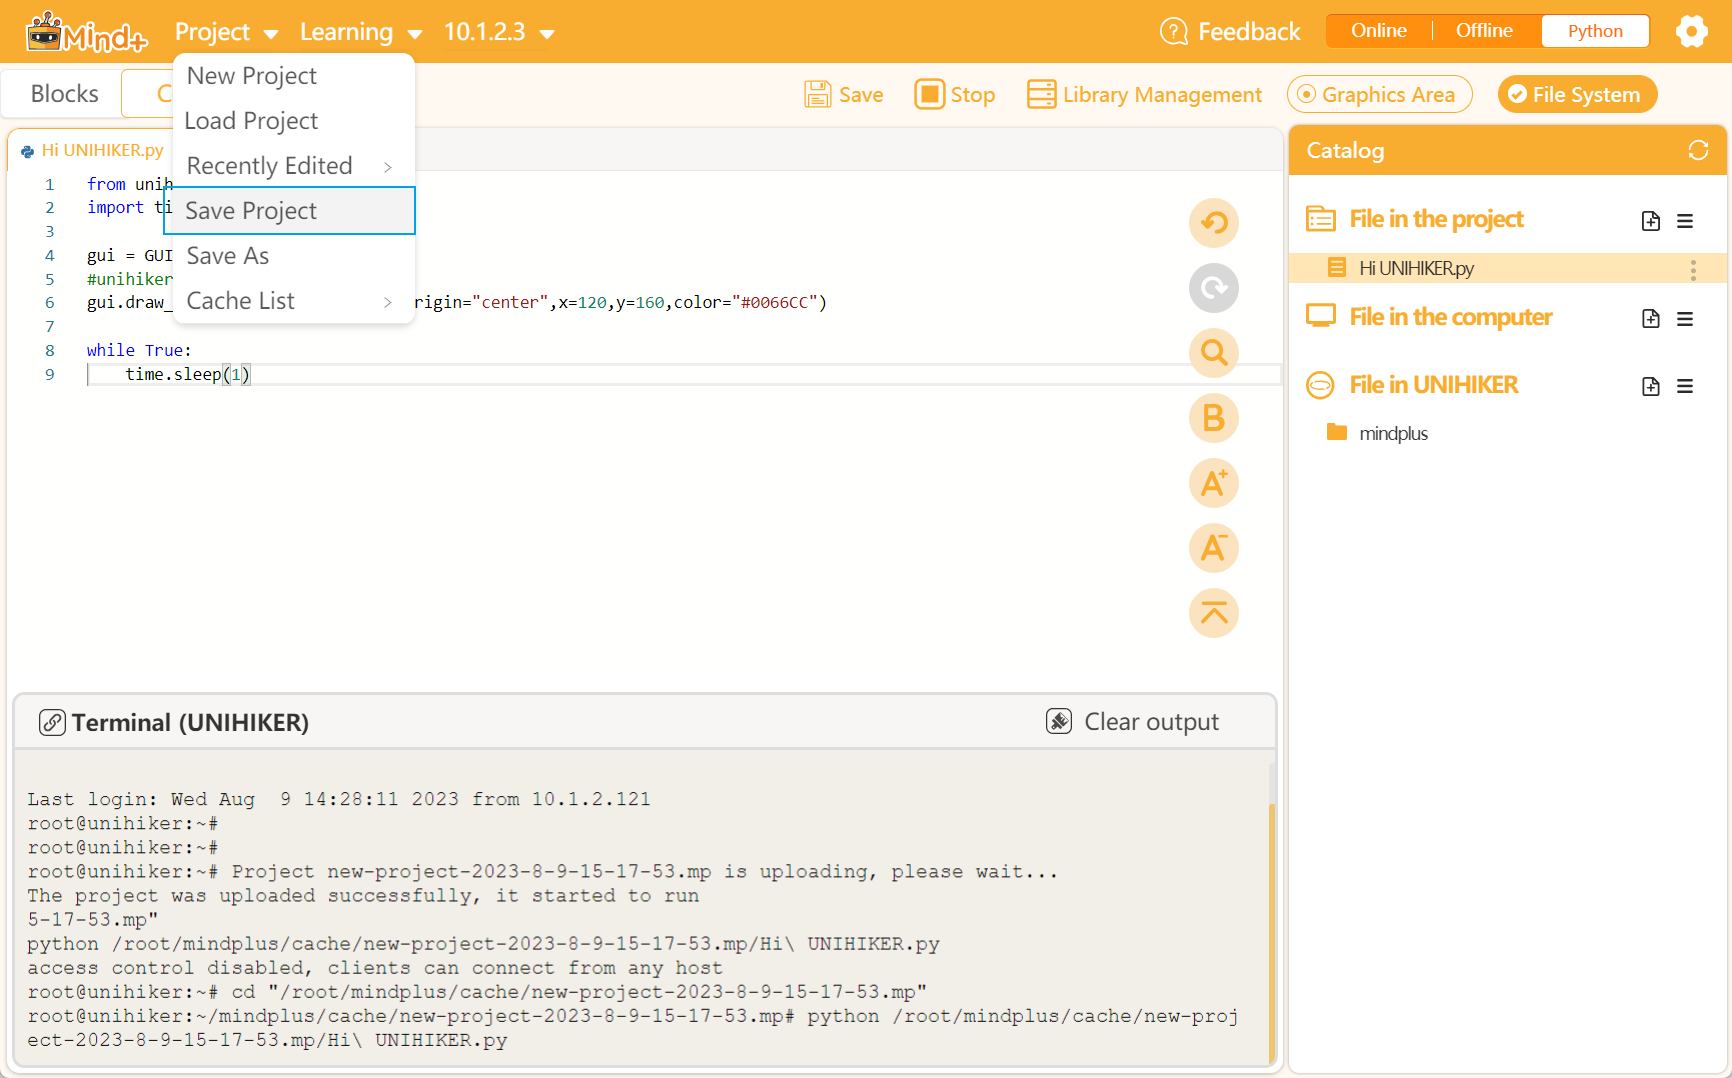 Mind+ Project Learning 10.1.2.3 Feedback Online Offline Python
Blocks C Save Stop Library Management Graphics Area File System
New Project
Load Project
Recently Edited >
Save Project
Save As
Cache List >
Hi UNIHIKER.py
1 from unih
2 import ti
3
4 gui = GUI
5 #unihiker
6 gui.draw_ rigin="center",x=120,y=160,color="#0066CC")
7
8 while True:
9 time.sleep(1)
B
A+
A-
Catalog
File in the project
Hi UNIHIKER.py
File in the computer
File in UNIHIKER
mindplus
Terminal (UNIHIKER) Clear output
Last login: Wed Aug  9 14:28:11 2023 from 10.1.2.121
root@unihiker:~#
root@unihiker:~#
root@unihiker:~# Project new-project-2023-8-9-15-17-53.mp is uploading, please wait...
The project was uploaded successfully, it started to run
5-17-53.mp"
python /root/mindplus/cache/new-project-2023-8-9-15-17-53.mp/Hi\ UNIHIKER.py
access control disabled, clients can connect from any host
root@unihiker:~# cd "/root/mindplus/cache/new-project-2023-8-9-15-17-53.mp"
root@unihiker:~/mindplus/cache/new-project-2023-8-9-15-17-53.mp# python /root/mindplus/cache/new-proj
ect-2023-8-9-15-17-53.mp/Hi\ UNIHIKER.py